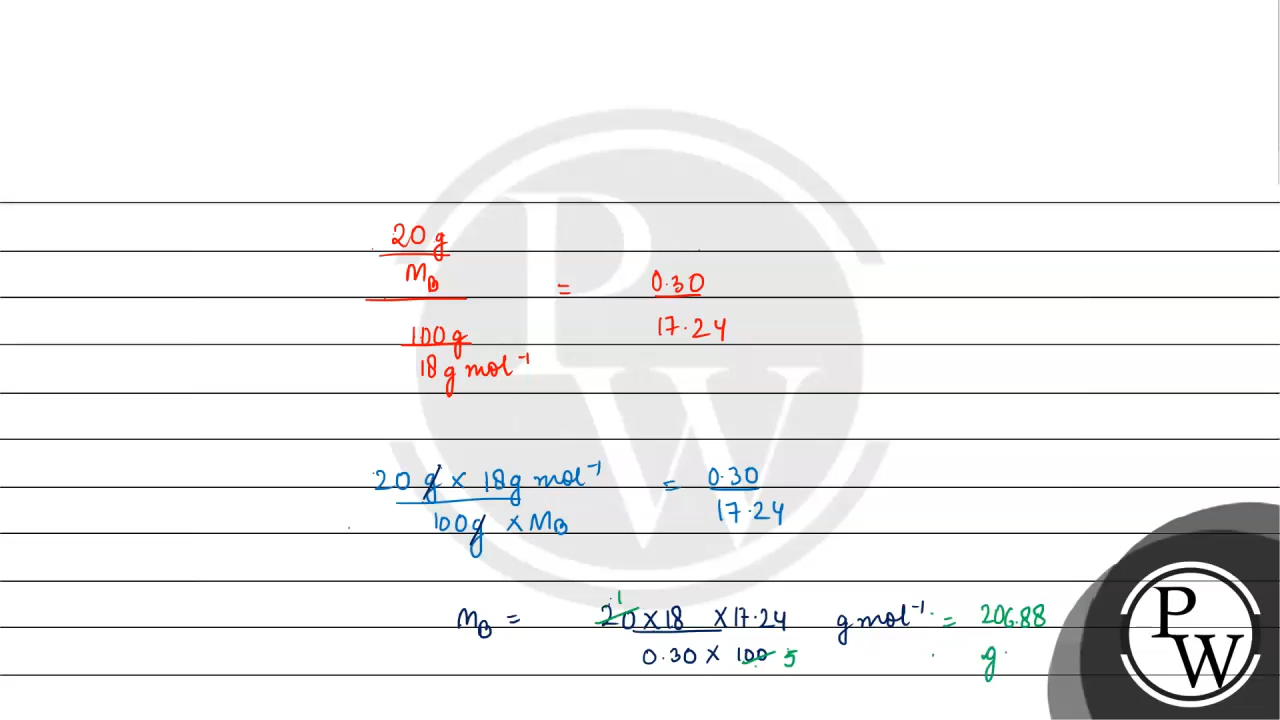 20 g
M_B
100 g
18 g mol⁻¹
=
0.30
17.24
20 g × 18 g mol⁻¹
100 g × M_B
=
0.30
17.24
M_B = 20 1 × 18 × 17.24 g mol⁻¹ = 206.88
0.30 × 100 5 g
P
W
P
W